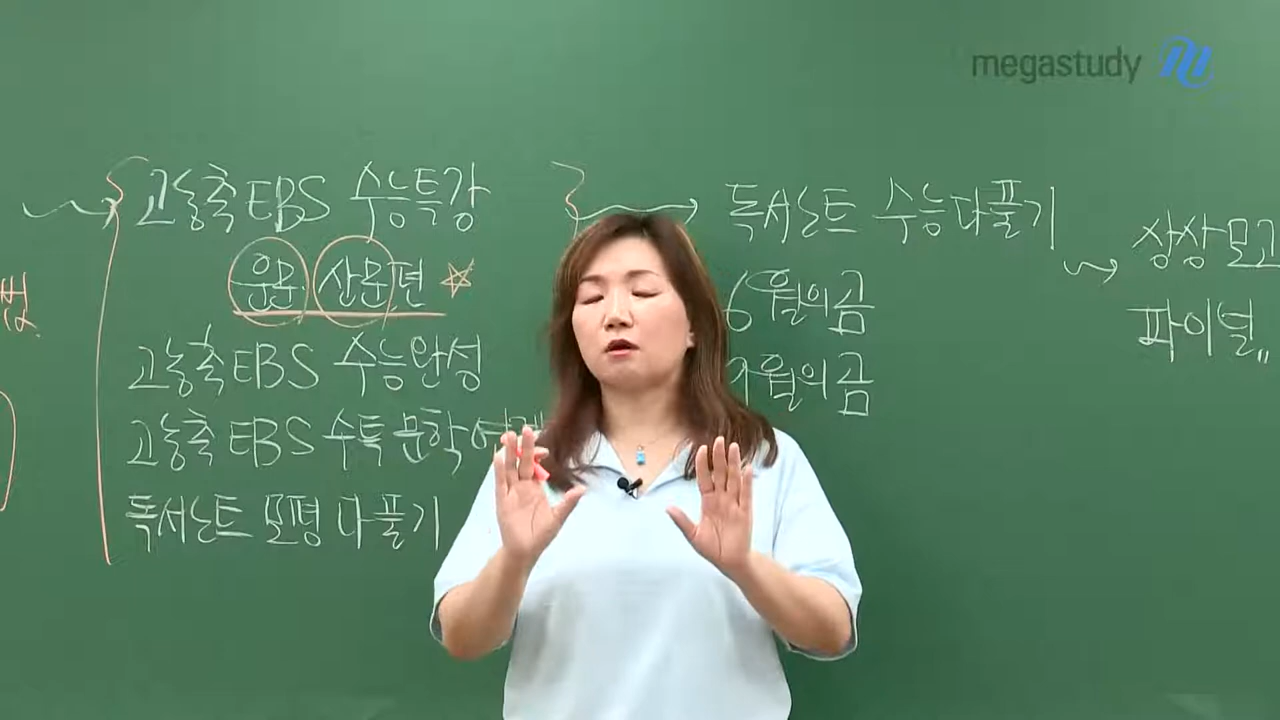 megastudy
고농축 EBS 수능특강
운문 산문편
고농축 EBS 수능완성
고농축 EBS 수특 문학
독서노트 모평 다풀기
독서노트 수능다풀기
6월의 금
9월의 금
상상모고
파이널
법